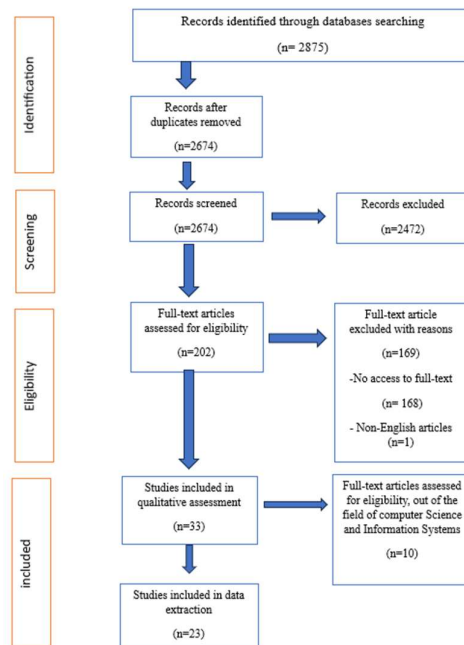 Identification
Records identified through databases searching
(n= 2875)
Records after
duplicates removed
(n=2674)
Screening
Records screened
(n=2674)
Records excluded
(n=2472)
Eligibility
Full-text articles
assessed for eligibility
(n=202)
Full-text article
excluded with reasons
(n=169)
-No access to full-text
(n= 168)
- Non-English articles
(n=1)
included
Studies included in
qualitative assessment
(n=33)
Full-text articles assessed
for eligibility, out of the
field of computer Science
and Information Systems
(n=10)
Studies included in data
extraction
(n=23)